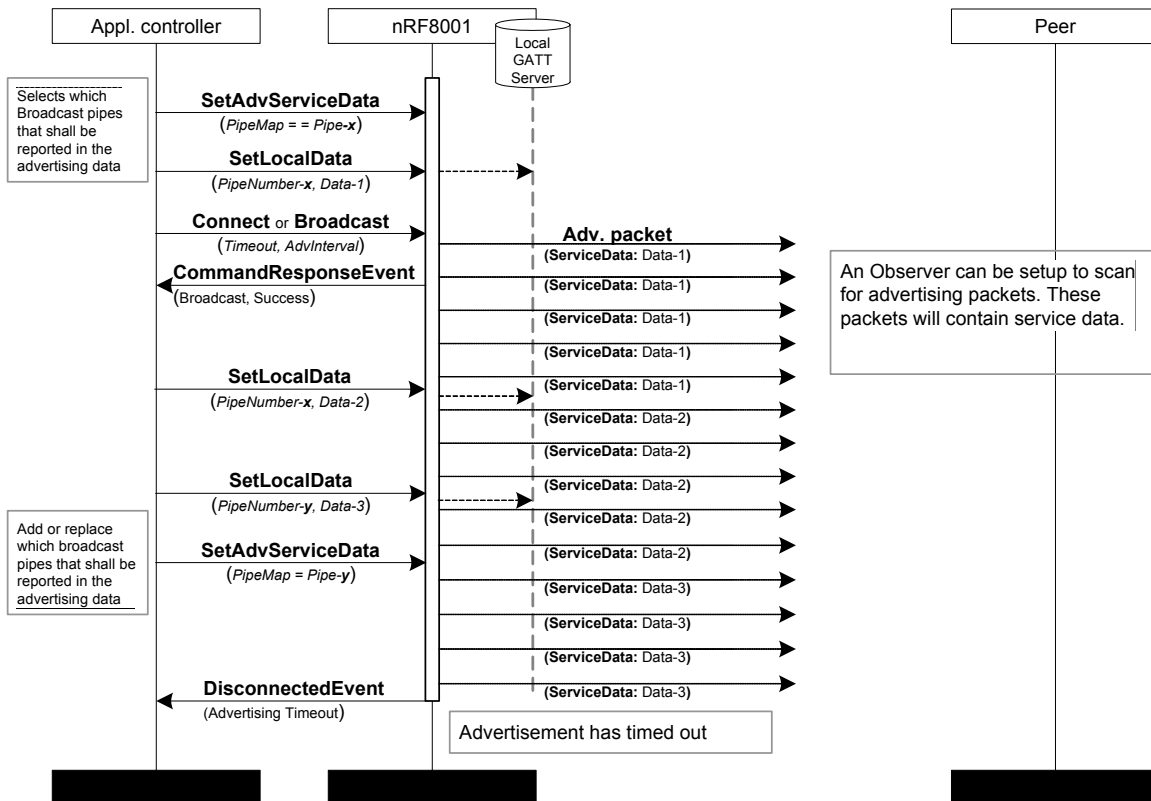 Appl. controller
nRF8001
Peer
Local
GATT
Server
Selects which
Broadcast pipes
that shall be
reported in the
advertising data
SetAdvServiceData
(PipeMap = = Pipe-x)
SetLocalData
(PipeNumber-x, Data-1)
Connect or Broadcast
(Timeout, AdvInterval)
Adv. packet
(ServiceData: Data-1)
CommandResponseEvent
(Broadcast, Success)
(ServiceData: Data-1)
(ServiceData: Data-1)
(ServiceData: Data-1)
An Observer can be setup to scan
for advertising packets. These
packets will contain service data.
SetLocalData
(PipeNumber-x, Data-2)
(ServiceData: Data-1)
(ServiceData: Data-2)
(ServiceData: Data-2)
(ServiceData: Data-2)
SetLocalData
(PipeNumber-y, Data-3)
(ServiceData: Data-2)
Add or replace
which broadcast
pipes that shall be
reported in the
advertising data
SetAdvServiceData
(PipeMap = Pipe-y)
(ServiceData: Data-2)
(ServiceData: Data-3)
(ServiceData: Data-3)
(ServiceData: Data-3)
(ServiceData: Data-3)
DisconnectedEvent
(Advertising Timeout)
Advertisement has timed out